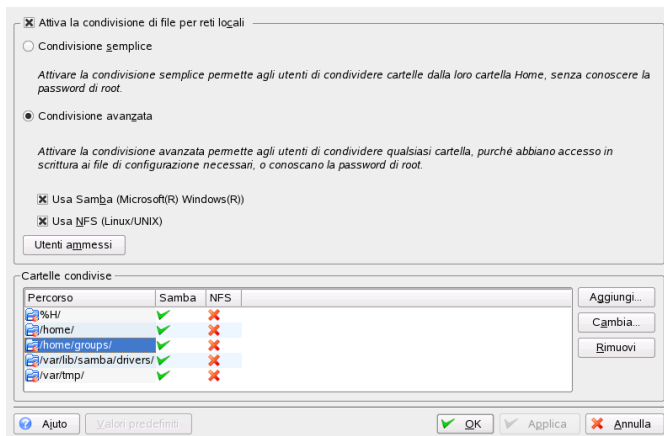 Attiva la condivisione di file per reti locali
Condivisione semplice
Attivare la condivisione semplice permette agli utenti di condividere cartelle dalla loro cartella Home, senza conoscere la
password di root.
Condivisione avanzata
Attivare la condivisione avanzata permette agli utenti di condividere qualsiasi cartella, purché abbiano accesso in
scrittura ai file di configurazione necessari, o conoscano la password di root.
Usa Samba (Microsoft(R) Windows(R))
Usa NFS (Linux/UNIX)
Utenti ammessi
Cartelle condivise
Percorso Samba NFS
%H/
/home/
/home/groups/
/var/lib/samba/drivers/
/var/tmp/
Aggiungi...
Cambia...
Rimuovi
Aiuto Valori predefiniti OK Applica Annulla